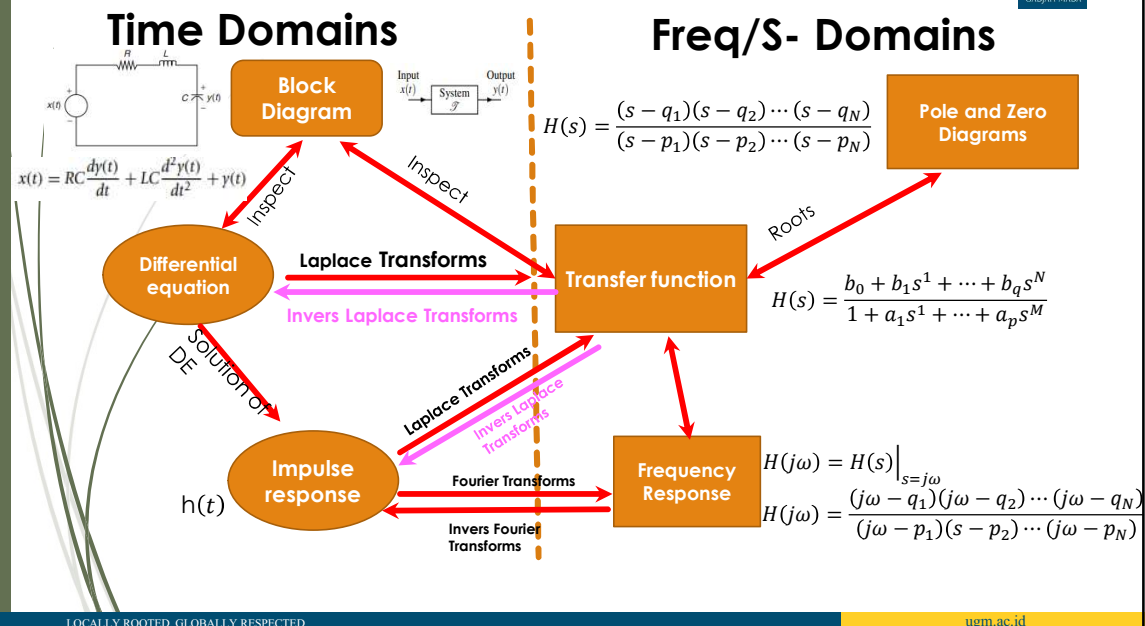 Time Domains
Freq/S- Domains
R
L
x(t)
+
−
C
+
y(t)
−
Block
Diagram
Input
x(t)
System
𝒯
Output
y(t)
H(s) = (s − q₁)(s − q₂) ⋯ (s − q_N) / (s − p₁)(s − p₂) ⋯ (s − p_N)
Pole and Zero
Diagrams
x(t) = RC dy(t)/dt + LC d²y(t)/dt² + y(t)
Inspect
Inspect
Roots
Differential
equation
Laplace Transforms
Invers Laplace Transforms
Transfer function
H(s) = b₀ + b₁s¹ + ⋯ + b_q s^N / 1 + a₁s¹ + ⋯ + a_p s^M
Solution of
DE
Laplace Transforms
Invers Laplace
Transforms
Impulse
response
h(t)
Fourier Transforms
Invers Fourier
Transforms
Frequency
Response
H(jω) = H(s)|_{s=jω}
H(jω) = (jω − q₁)(jω − q₂) ⋯ (jω − q_N) / (jω − p₁)(s − p₂) ⋯ (jω − p_N)
LOCALLY ROOTED, GLOBALLY RESPECTED
ugm.ac.id